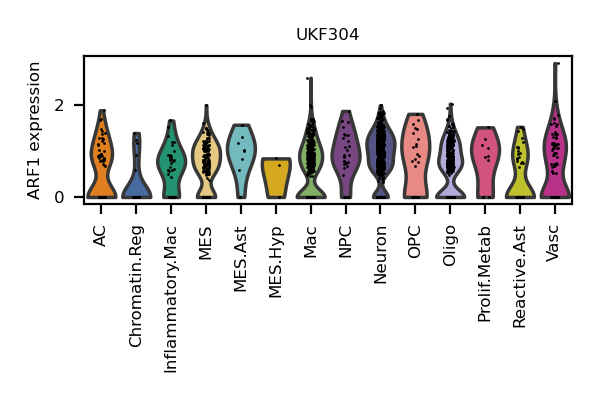 UKF304
ARF1 expression
2
0
AC
Chromatin.Reg
Inflammatory.Mac
MES
MES.Ast
MES.Hyp
Mac
NPC
Neuron
OPC
Oligo
Prolif.Metab
Reactive.Ast
Vasc